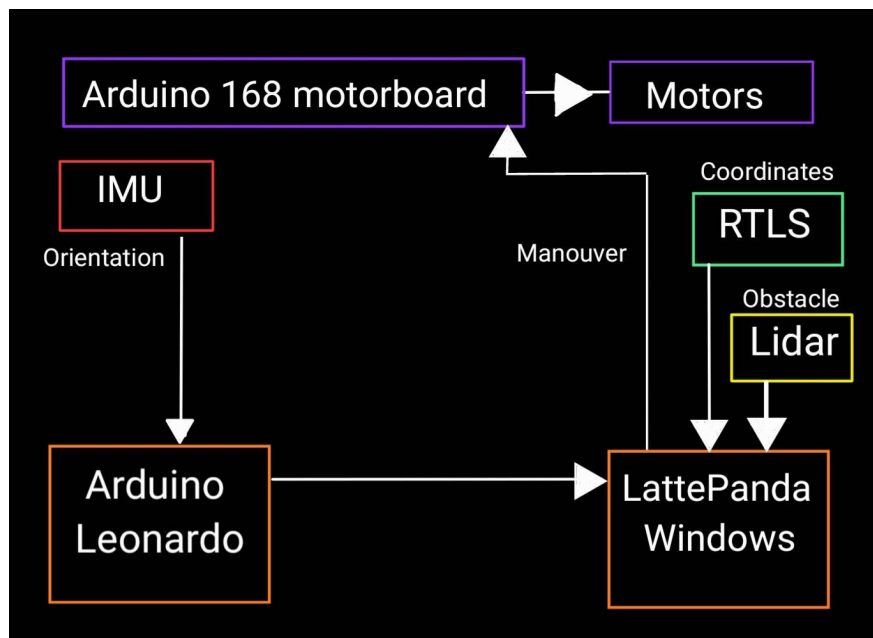 Arduino 168 motorboard
Motors
IMU
Coordinates
RTLS
Orientation
Manouver
Obstacle
Lidar
Arduino
Leonardo
LattePanda
Windows